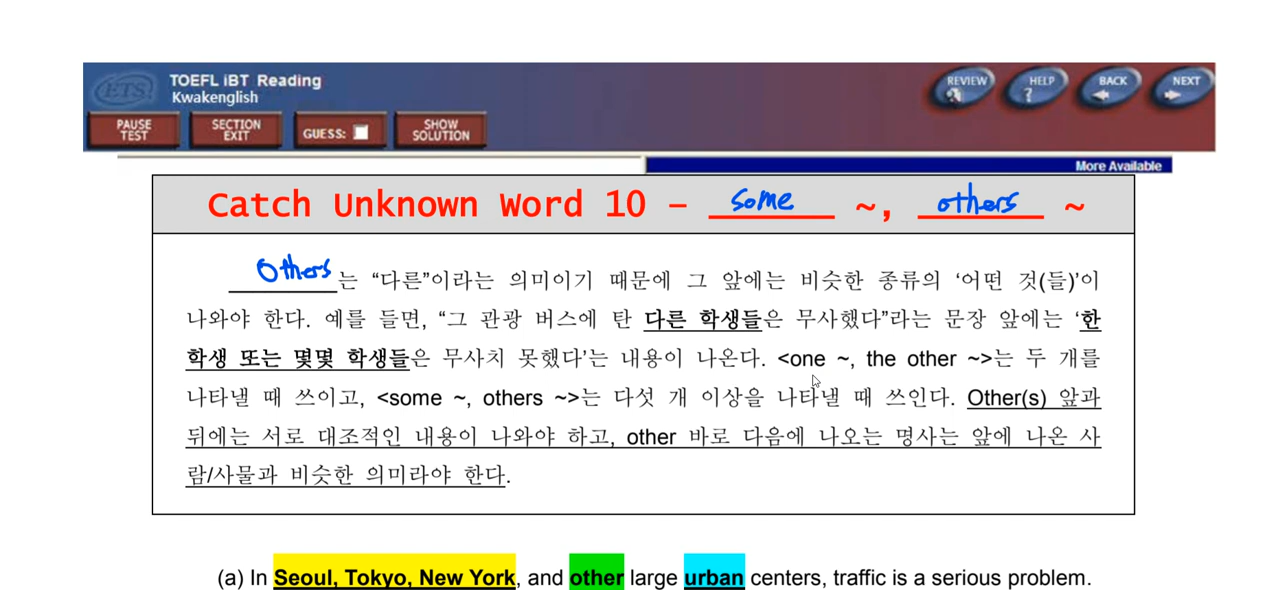 TOEFL iBT Reading
Kwakenglish
REVIEW HELP BACK NEXT
ETS
PAUSE TEST SECTION EXIT GUESS: SHOW SOLUTION
More Available
Catch Unknown Word 10 – some ~, others ~
Others는 “다른”이라는 의미이기 때문에 그 앞에는 비슷한 종류의 ‘어떤 것(들)’이
나와야 한다. 예를 들면, “그 관광 버스에 탄 다른 학생들은 무사했다”라는 문장 앞에는 ‘한
학생 또는 몇몇 학생들은 무사치 못했다’는 내용이 나온다. <one ~, the other ~>는 두 개를
나타낼 때 쓰이고, <some ~, others ~>는 다섯 개 이상을 나타낼 때 쓰인다. Other(s) 앞과
뒤에는 서로 대조적인 내용이 나와야 하고, other 바로 다음에 나오는 명사는 앞에 나온 사
람/사물과 비슷한 의미라야 한다.
(a) In Seoul, Tokyo, New York, and other large urban centers, traffic is a serious problem.